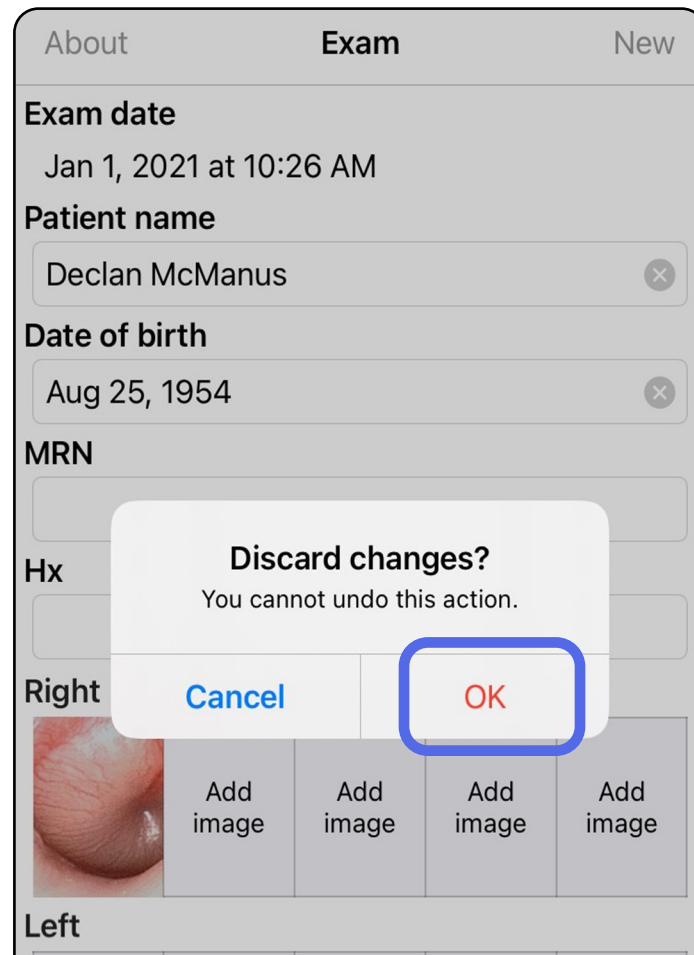 About Exam New
Exam date
Jan 1, 2021 at 10:26 AM
Patient name
Declan McManus
Date of birth
Aug 25, 1954
MRN
Discard changes?
Hx
You cannot undo this action.
Right
Cancel OK
Add image
Add image
Add image
Add image
Left